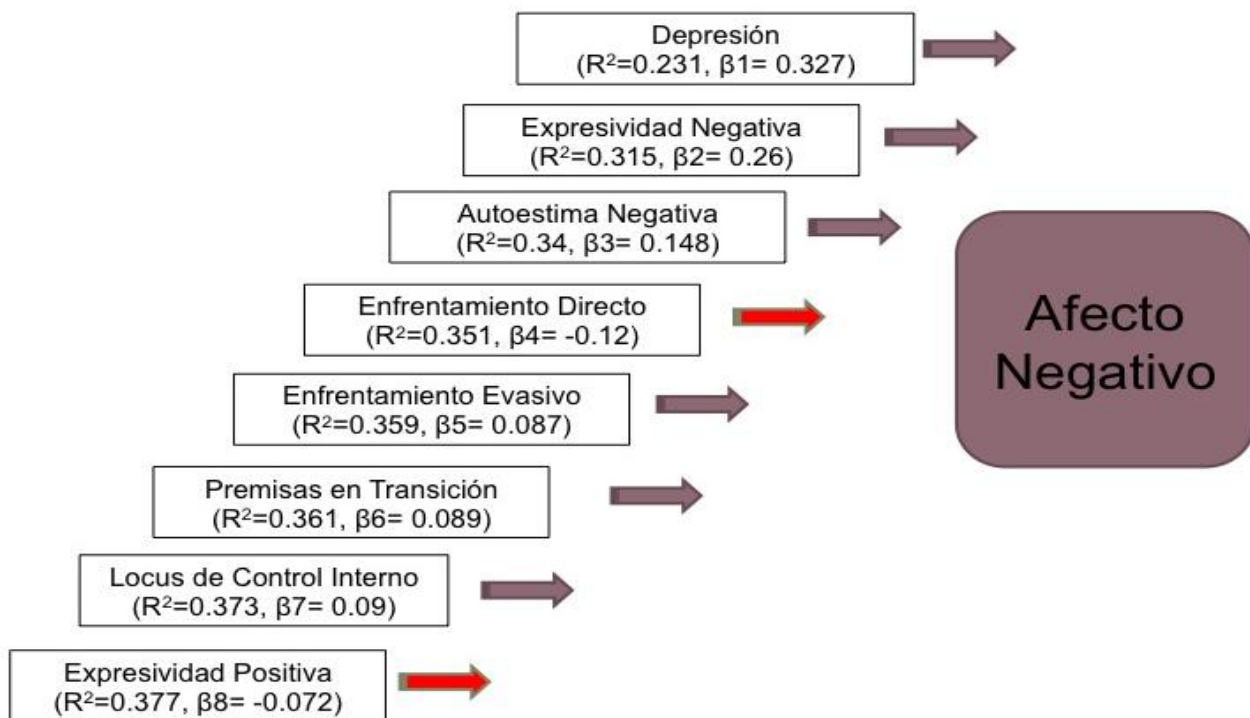 Depresión
(R²=0.231, β1= 0.327)
Expresividad Negativa
(R²=0.315, β2= 0.26)
Autoestima Negativa
(R²=0.34, β3= 0.148)
Enfrentamiento Directo
(R²=0.351, β4= -0.12)
Enfrentamiento Evasivo
(R²=0.359, β5= 0.087)
Premisas en Transición
(R²=0.361, β6= 0.089)
Locus de Control Interno
(R²=0.373, β7= 0.09)
Expresividad Positiva
(R²=0.377, β8= -0.072)
Afecto
Negativo